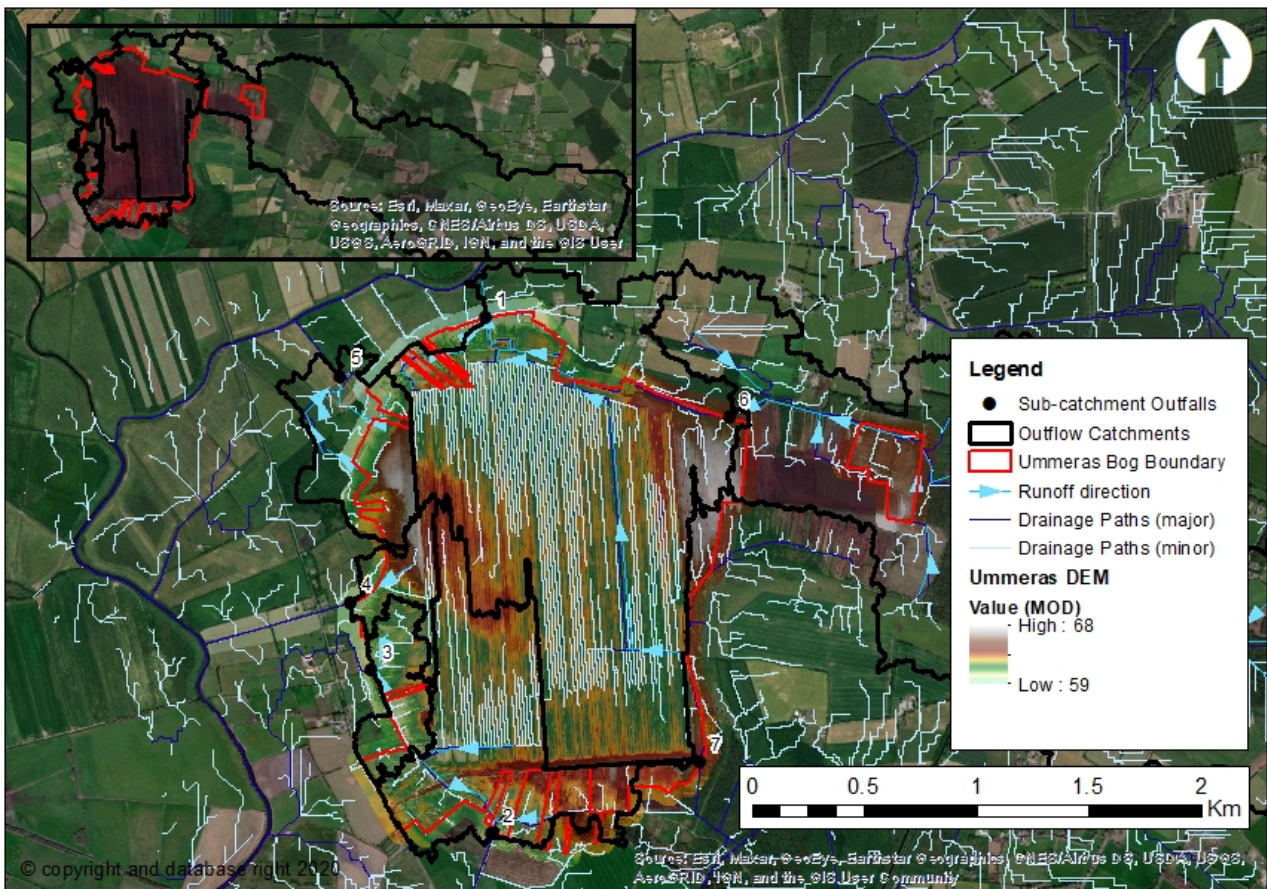 Source: Esri, Maxar, GeoEye, Earthstar
Geographics, CNES/Airbus DS, USDA,
USGS, AeroGRID, IGN, and the GIS User
1
5
6
4
3
7
2
Legend
Sub-catchment Outfalls
Outflow Catchments
Ummeras Bog Boundary
Runoff direction
Drainage Paths (major)
Drainage Paths (minor)
Ummeras DEM
Value (MOD)
High : 68
Low : 59
0 0.5 1 1.5 2
Km
© copyright and database right 2020
Source: Esri, Maxar, GeoEye, Earthstar Geographics, CNES/Airbus DS, USDA, USGS,
AeroGRID, IGN, and the GIS User Community